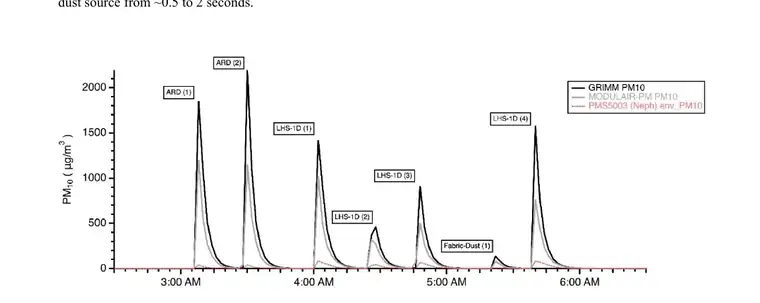 dust source from ~0.5 to 2 seconds.
ARD (2)
ARD (1)
GRIMM PM10
MODULAIR-PM PM10
PMS5003 (Neph) env_PM10
LHS-1D (4)
LHS-1D (1)
LHS-1D (3)
LHS-1D (2)
Fabric-Dust (1)
PM10 ( µg/m3 )
2000
1500
1000
500
0
3:00 AM 4:00 AM 5:00 AM 6:00 AM